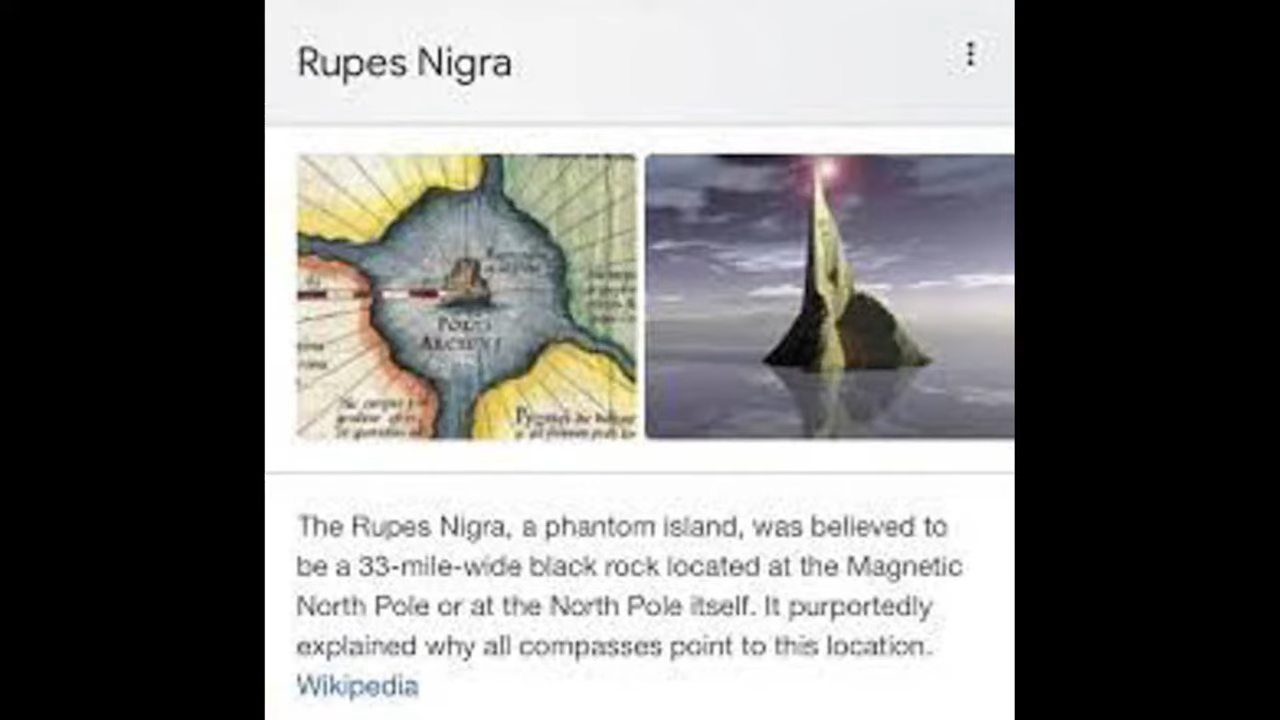 Rupes Nigra
POLUS
ARCTICUS
The Rupes Nigra, a phantom island, was believed to
be a 33-mile-wide black rock located at the Magnetic
North Pole or at the North Pole itself. It purportedly
explained why all compasses point to this location.
Wikipedia